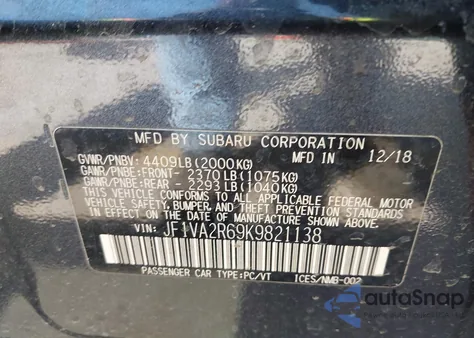 MFD BY SUBARU CORPORATION
GVWR/PNBV: 4409LB(2000KG) MFD IN 12/18
GAWR/PNBE:FRONT- 2370LB(1075KG)
GAWR/PNBE:REAR - 2293LB(1040KG)
THIS VEHICLE CONFORMS TO ALL APPLICABLE FEDERAL MOTOR
VEHICLE SAFETY, BUMPER, AND THEFT PREVENTION STANDARDS
IN EFFECT ON THE DATE OF MANUFACTURE SHOWN ABOVE.
VIN: JF1VA2R69K9821138
PASSENGER CAR TYPE:PC/VT ICES/NMB-002
autoSnap